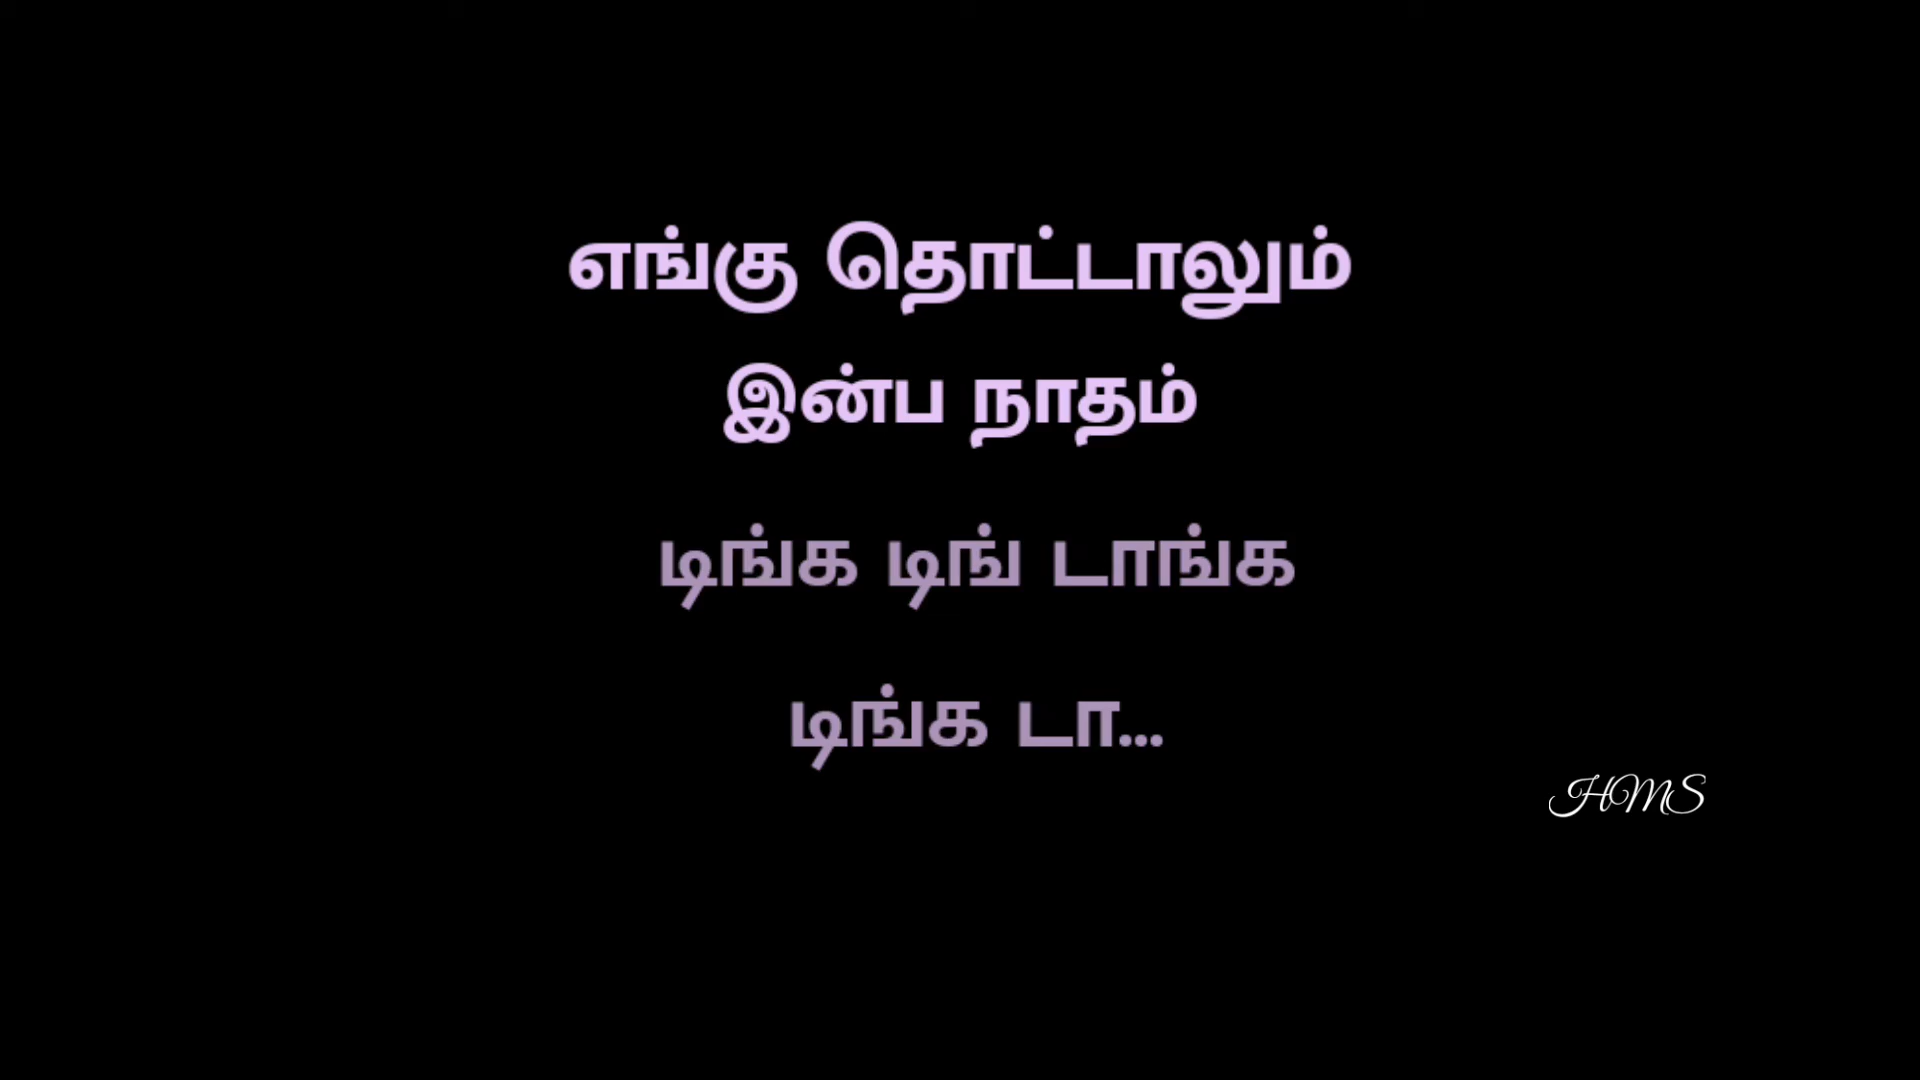 எங்கு தொட்டாலும்
இன்ப நாதம்
டிங்க டிங் டாங்க
டிங்க டா...
HMS